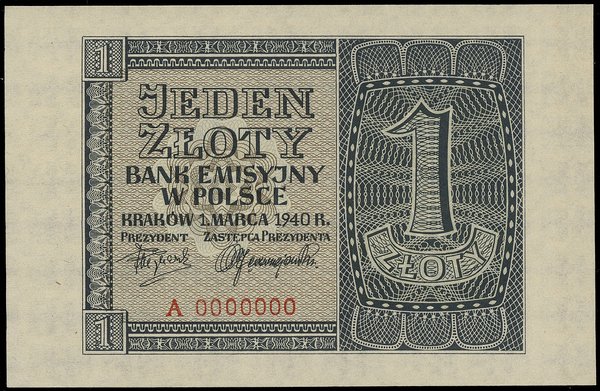 1
JEDEN
ZŁOTY
BANK EMISYJNY
W POLSCE
KRAKÓW 1. MARCA 1940 R.
PREZYDENT ZASTĘPCA PREZYDENTA
A 0000000
1
1
ZŁOTY